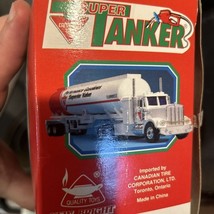 SUPER
TANKER
Imported by
CANADIAN TIRE
CORPORATION, LTD.
Toronto, Ontario
Made in China
QUALITY TOYS